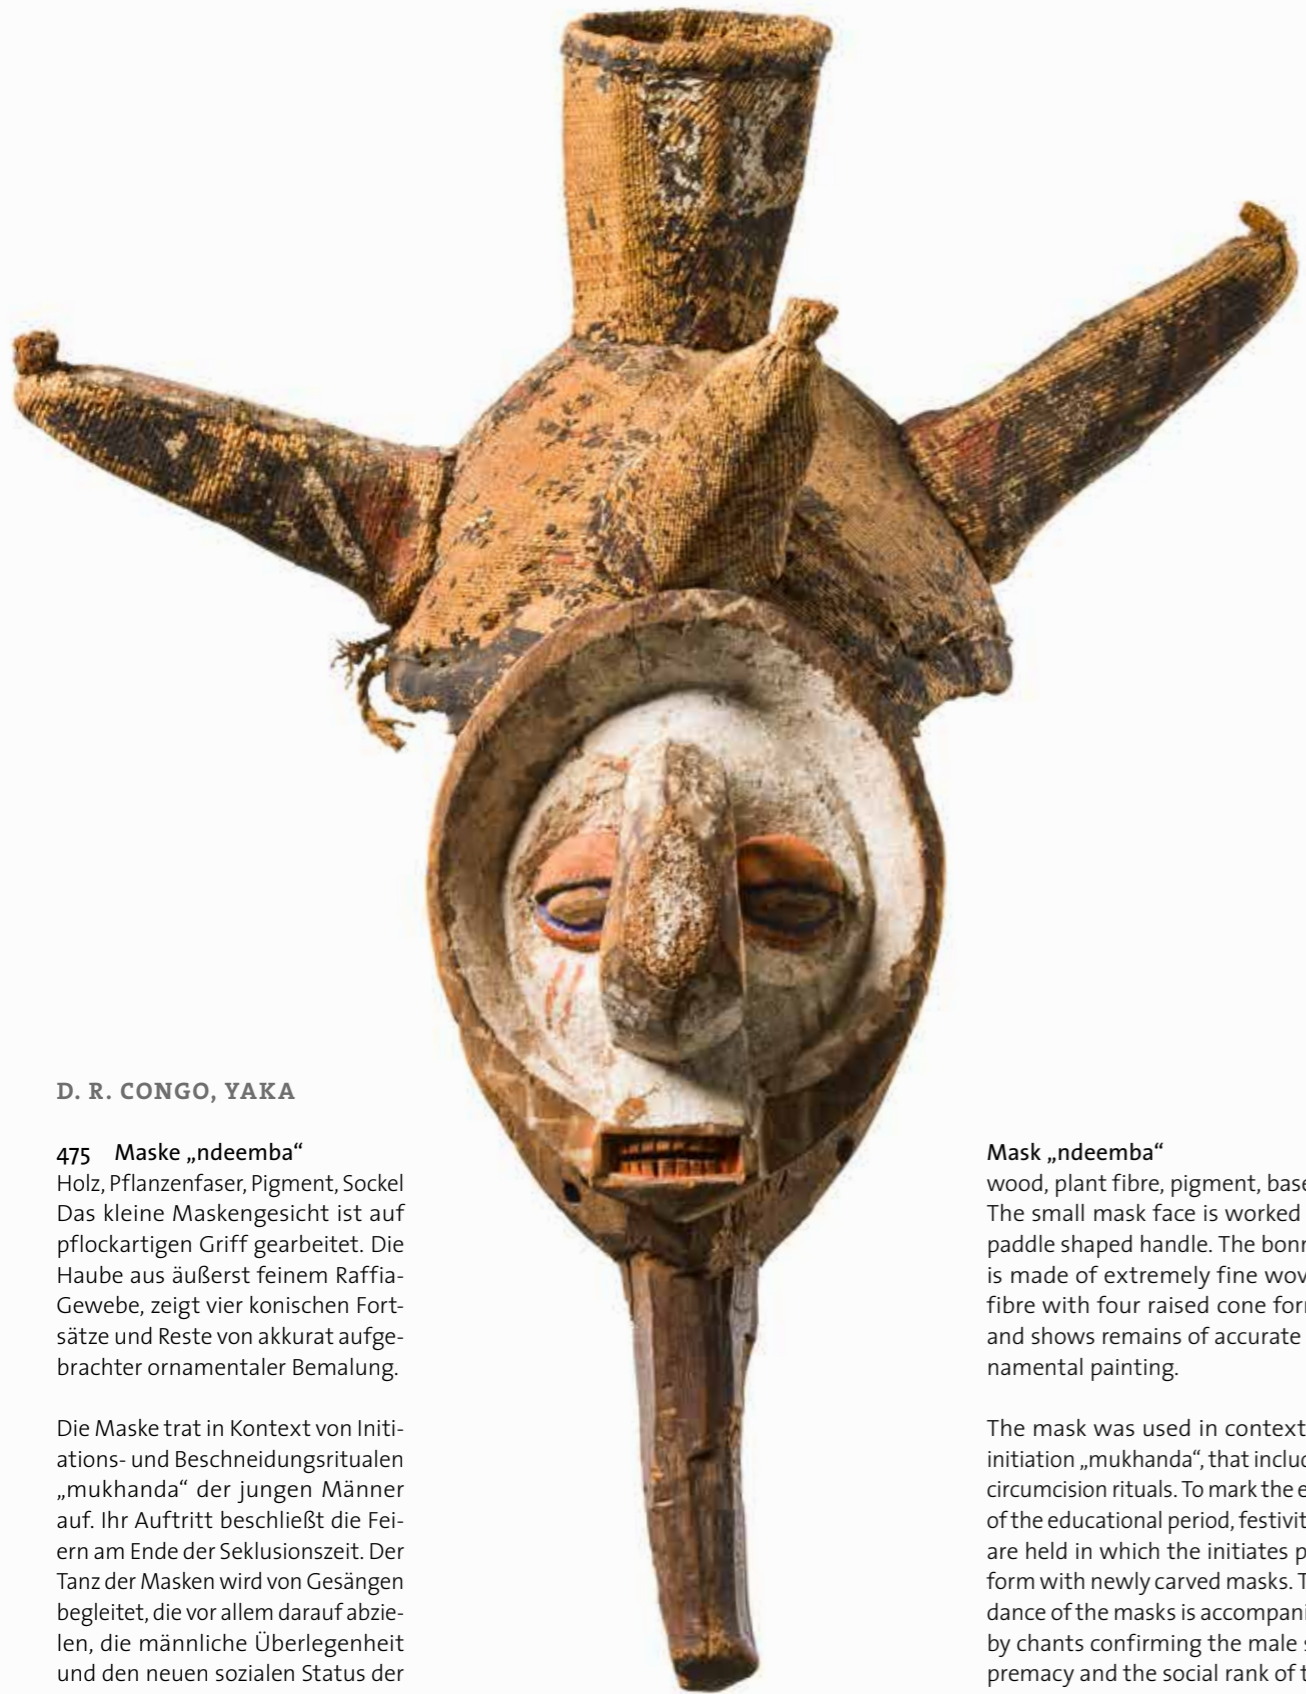 D. R. CONGO, YAKA
475 Maske „ndeemba“
Holz, Pflanzenfaser, Pigment, Sockel
Das kleine Maskengesicht ist auf
pflockartigen Griff gearbeitet. Die
Haube aus äußerst feinem Raffia-
Gewebe, zeigt vier konischen Fort-
sätze und Reste von akkurat aufge-
brachter ornamentaler Bemalung.
Die Maske trat in Kontext von Initi-
ations- und Beschneidungsritualen
„mukhanda“ der jungen Männer
auf. Ihr Auftritt beschließt die Fei-
ern am Ende der Seklusionszeit. Der
Tanz der Masken wird von Gesängen
begleitet, die vor allem darauf abzie-
len, die männliche Überlegenheit
und den neuen sozialen Status der
Mask „ndeemba“
wood, plant fibre, pigment, base
The small mask face is worked
paddle shaped handle. The
is made of extremely fine
fibre with four raised cone
and shows remains of accurate
namental painting.
The mask was used in context
initiation „mukhanda“, that
circumcision rituals. To mark the
of the educational period,
are held in which the initiates
form with newly carved masks.
dance of the masks is
by chants confirming the male
premacy and the social rank of